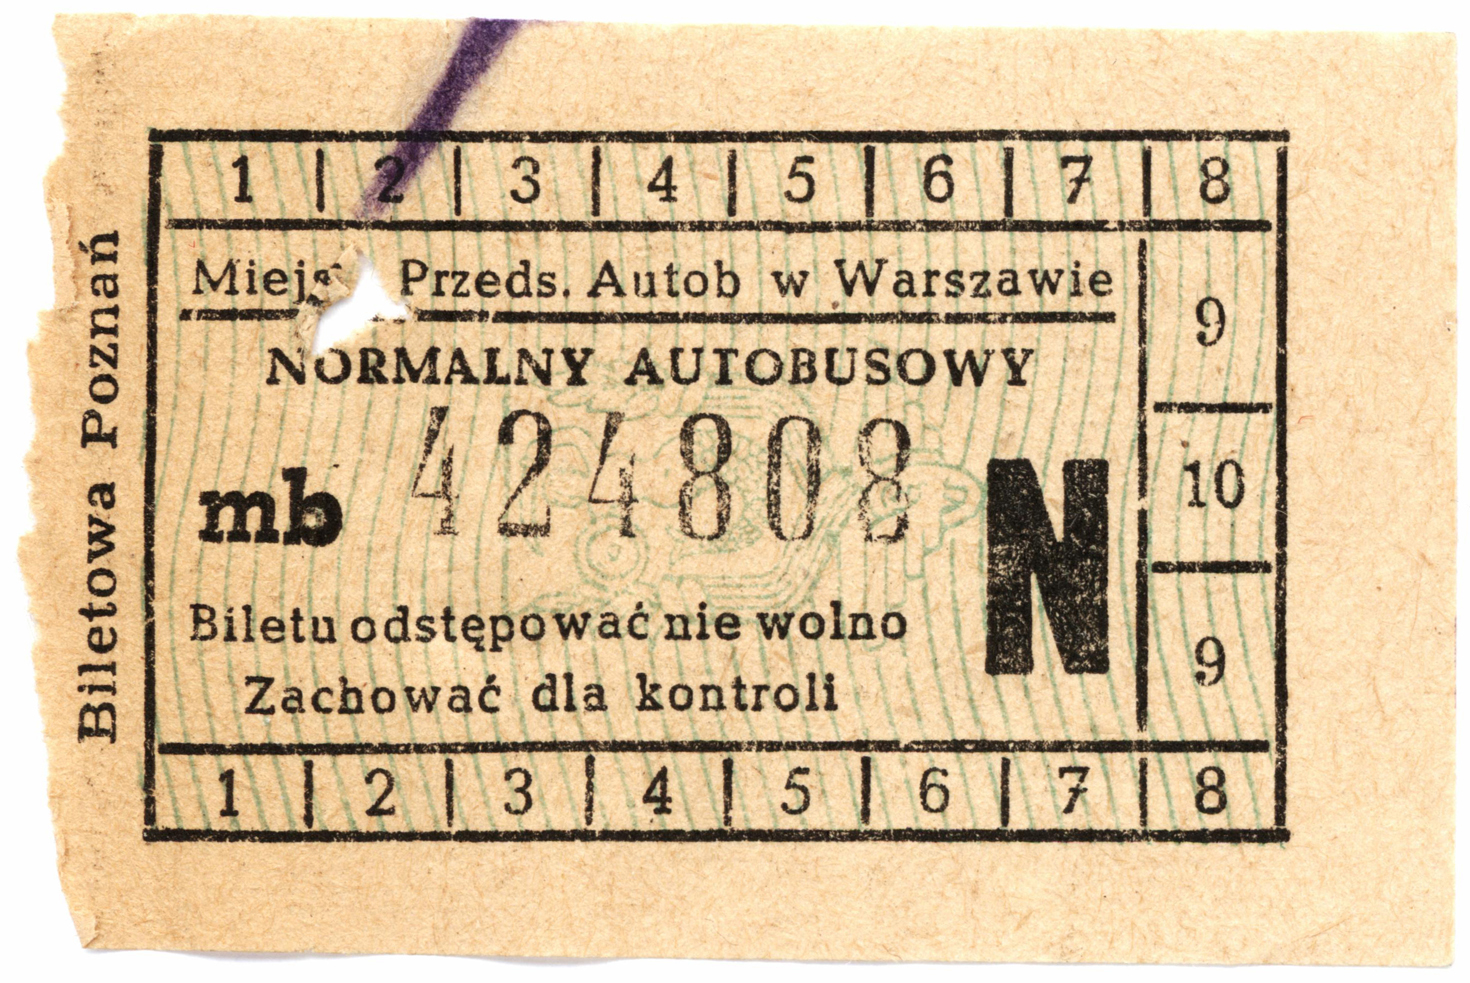 1 | 2 | 3 | 4 | 5 | 6 | 7 | 8
Przeds. Autob w Warszawie
9
NORMALNY AUTOBUSOWY
mb 424808
N
10
Biletu odstępować nie wolno
9
Zachować dla kontroli
1 | 2 | 3 | 4 | 5 | 6 | 7 | 8
Biletowa Poznań